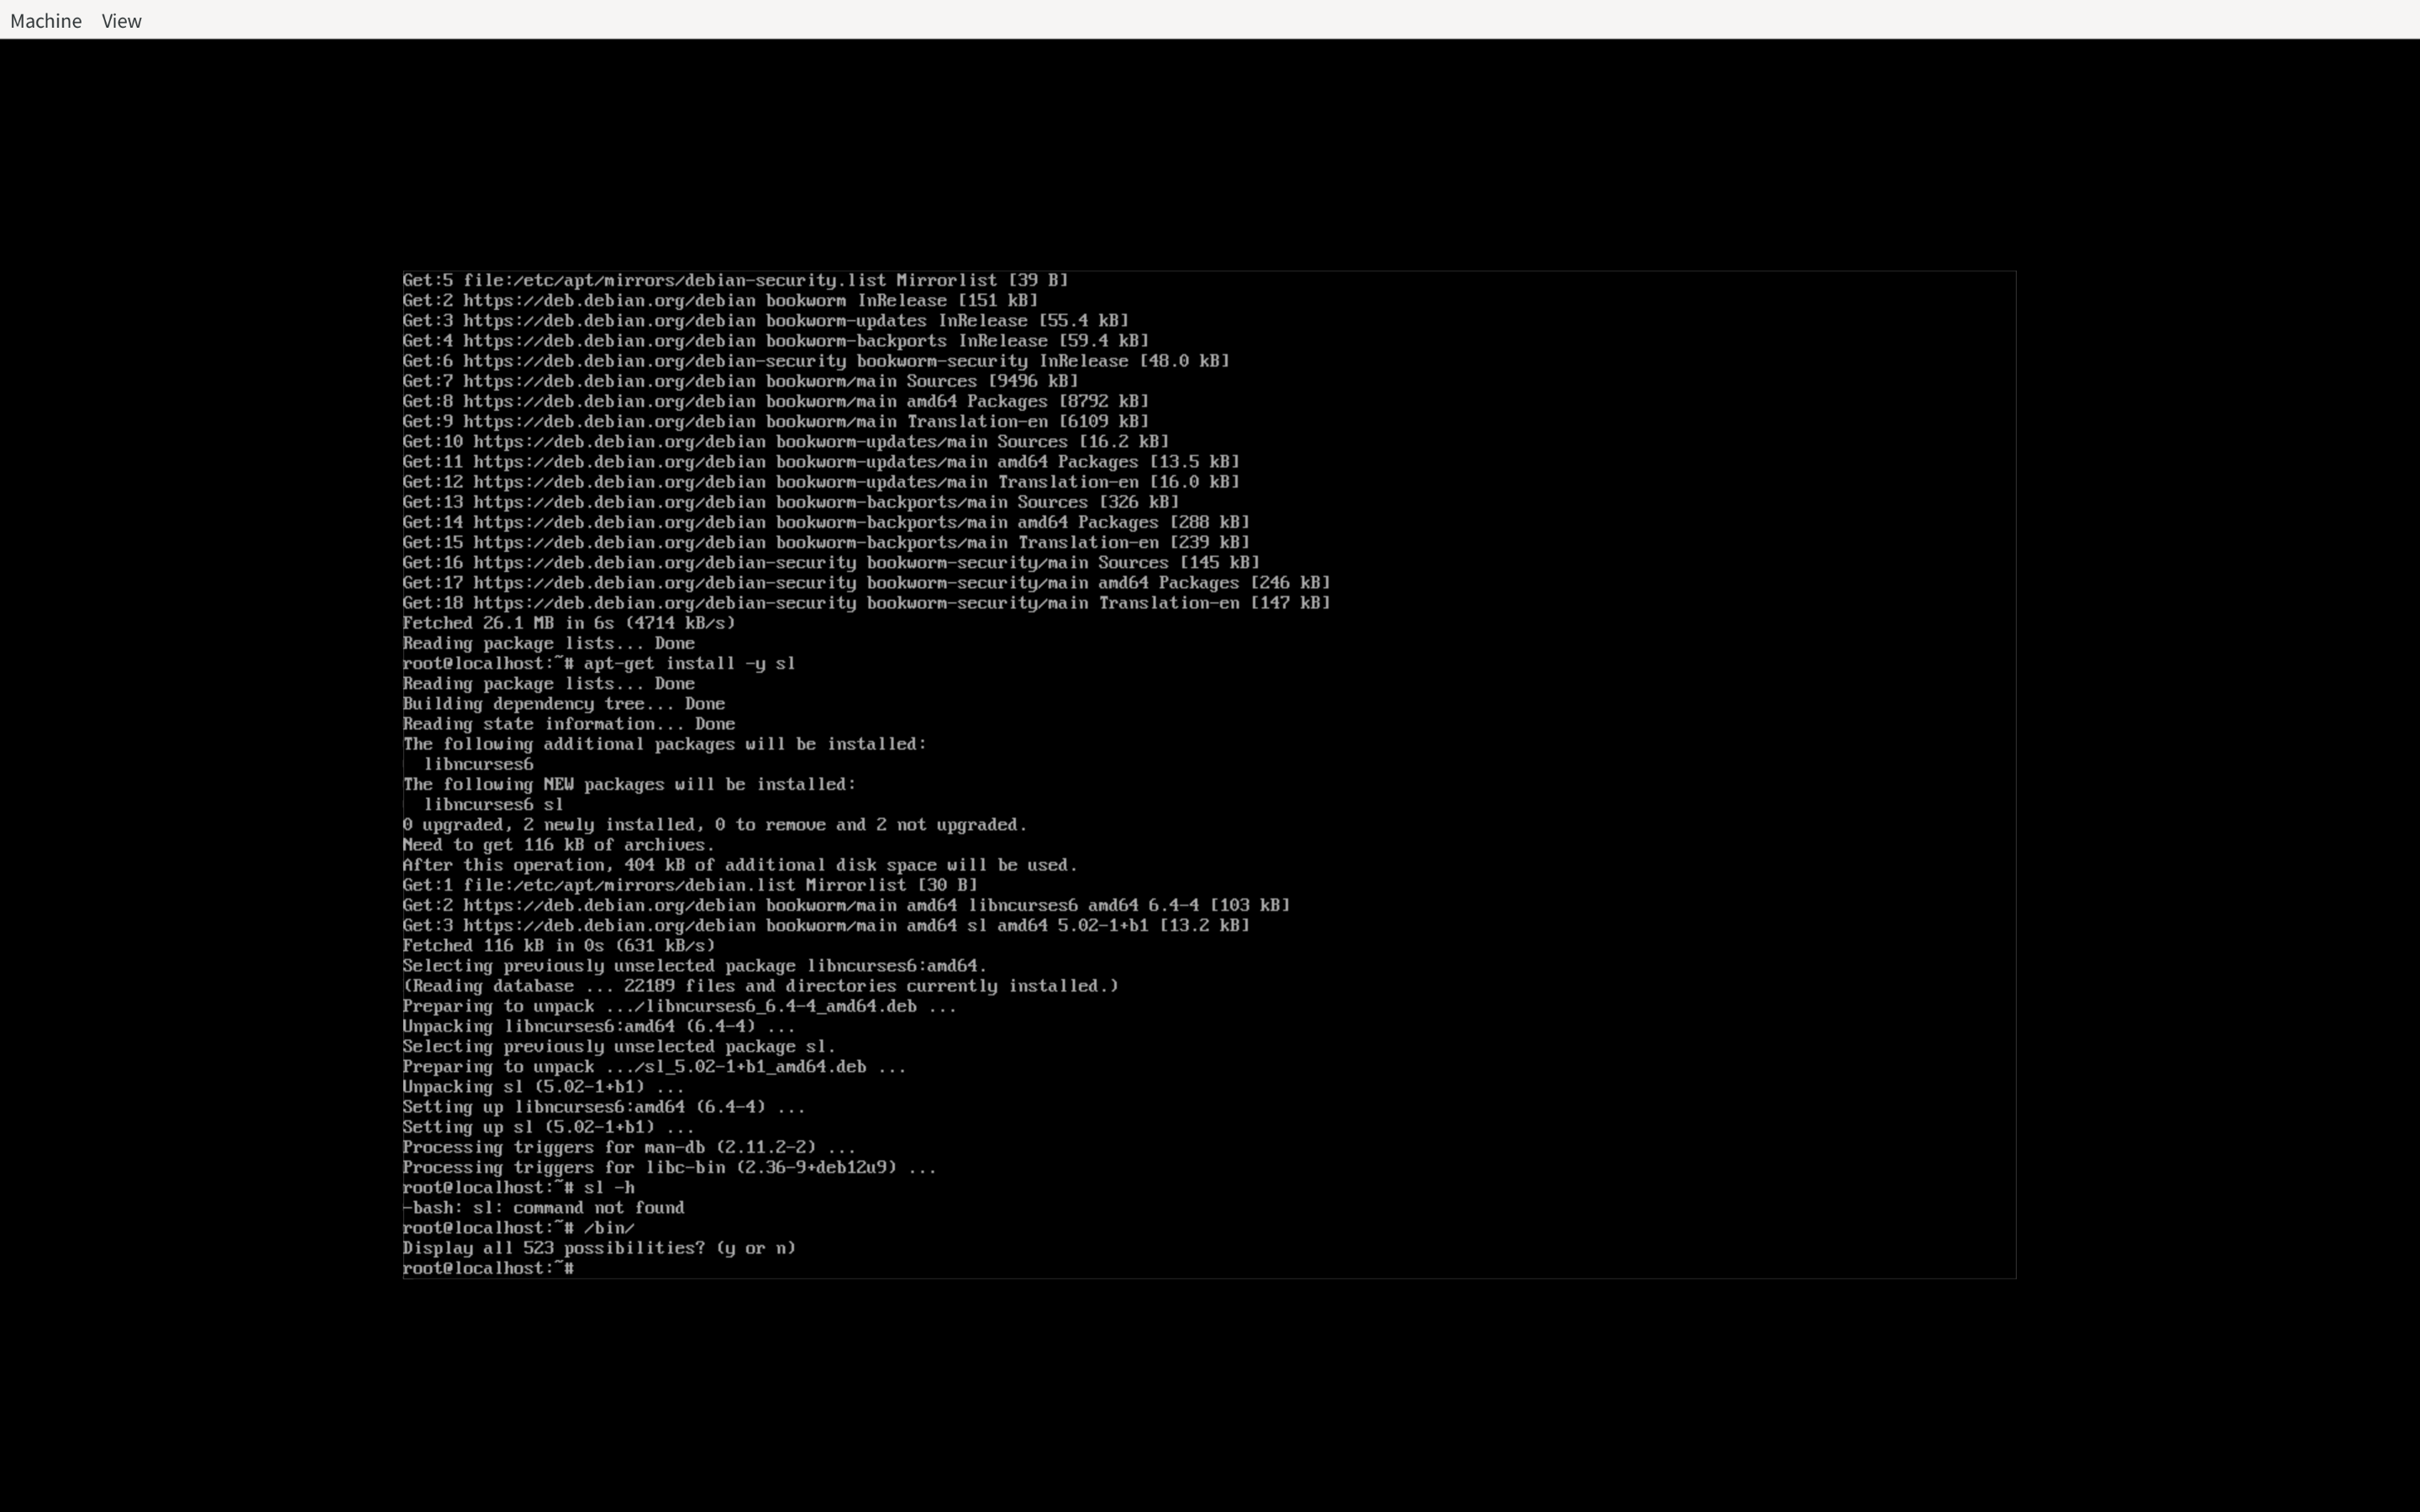 Machine View
Get:5 file:/etc/apt/mirrors/debian-security.list Mirrorlist [39 B]
Get:2 https://deb.debian.org/debian bookworm InRelease [151 kB]
Get:3 https://deb.debian.org/debian bookworm-updates InRelease [55.4 kB]
Get:4 https://deb.debian.org/debian bookworm-backports InRelease [59.4 kB]
Get:6 https://deb.debian.org/debian-security bookworm-security InRelease [48.0 kB]
Get:7 https://deb.debian.org/debian bookworm/main Sources [9496 kB]
Get:8 https://deb.debian.org/debian bookworm/main amd64 Packages [8792 kB]
Get:9 https://deb.debian.org/debian bookworm/main Translation-en [6109 kB]
Get:10 https://deb.debian.org/debian bookworm-updates/main Sources [16.2 kB]
Get:11 https://deb.debian.org/debian bookworm-updates/main amd64 Packages [13.5 kB]
Get:12 https://deb.debian.org/debian bookworm-updates/main Translation-en [16.0 kB]
Get:13 https://deb.debian.org/debian bookworm-backports/main Sources [326 kB]
Get:14 https://deb.debian.org/debian bookworm-backports/main amd64 Packages [288 kB]
Get:15 https://deb.debian.org/debian bookworm-backports/main Translation-en [239 kB]
Get:16 https://deb.debian.org/debian-security bookworm-security/main Sources [145 kB]
Get:17 https://deb.debian.org/debian-security bookworm-security/main amd64 Packages [246 kB]
Get:18 https://deb.debian.org/debian-security bookworm-security/main Translation-en [147 kB]
Fetched 26.1 MB in 6s (4714 kB/s)
Reading package lists... Done
root@localhost:~# apt-get install -y sl
Reading package lists... Done
Building dependency tree... Done
Reading state information... Done
The following additional packages will be installed:
  libncurses6
The following NEW packages will be installed:
  libncurses6 sl
0 upgraded, 2 newly installed, 0 to remove and 2 not upgraded.
Need to get 116 kB of archives.
After this operation, 404 kB of additional disk space will be used.
Get:1 file:/etc/apt/mirrors/debian.list Mirrorlist [30 B]
Get:2 https://deb.debian.org/debian bookworm/main amd64 libncurses6 amd64 6.4-4 [103 kB]
Get:3 https://deb.debian.org/debian bookworm/main amd64 sl amd64 5.02-1+b1 [13.2 kB]
Fetched 116 kB in 0s (631 kB/s)
Selecting previously unselected package libncurses6:amd64.
(Reading database ... 22189 files and directories currently installed.)
Preparing to unpack .../libncurses6_6.4-4_amd64.deb ...
Unpacking libncurses6:amd64 (6.4-4) ...
Selecting previously unselected package sl.
Preparing to unpack .../sl_5.02-1+b1_amd64.deb ...
Unpacking sl (5.02-1+b1) ...
Setting up libncurses6:amd64 (6.4-4) ...
Setting up sl (5.02-1+b1) ...
Processing triggers for man-db (2.11.2-2) ...
Processing triggers for libc-bin (2.36-9+deb12u9) ...
root@localhost:~# sl -h
-bash: sl: command not found
root@localhost:~# /bin/
Display all 523 possibilities? (y or n)
root@localhost:~#